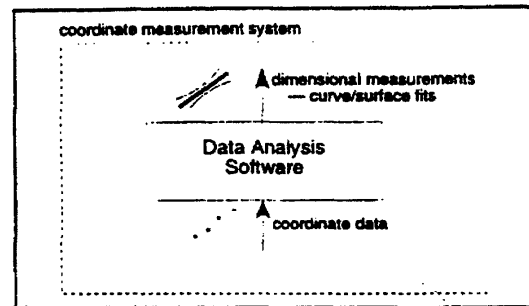 coordinate measurement system
dimensional measurements
— curve/surface fits
Data Analysis
Software
coordinate data